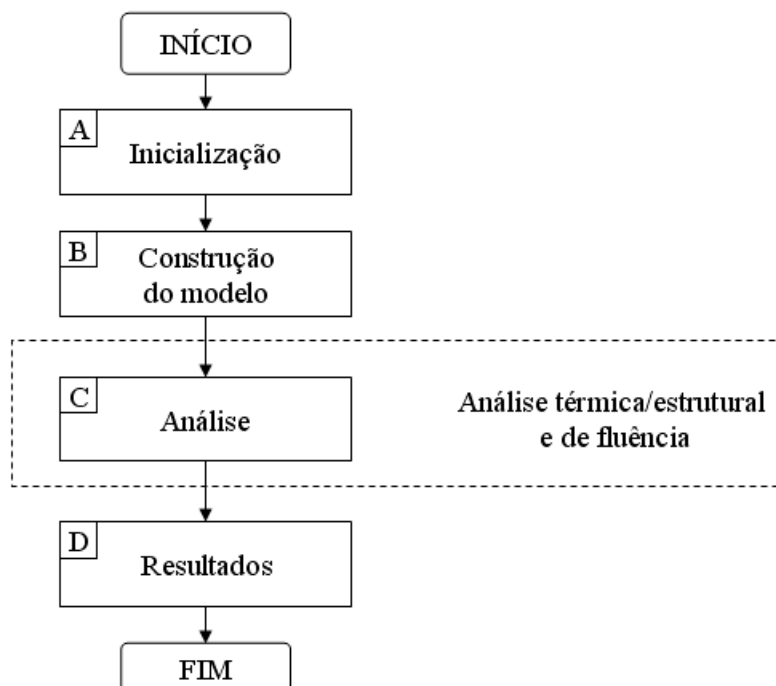 INÍCIO
A
Inicialização
B
Construção
do modelo
C
Análise
Análise térmica/estrutural
e de fluência
D
Resultados
FIM